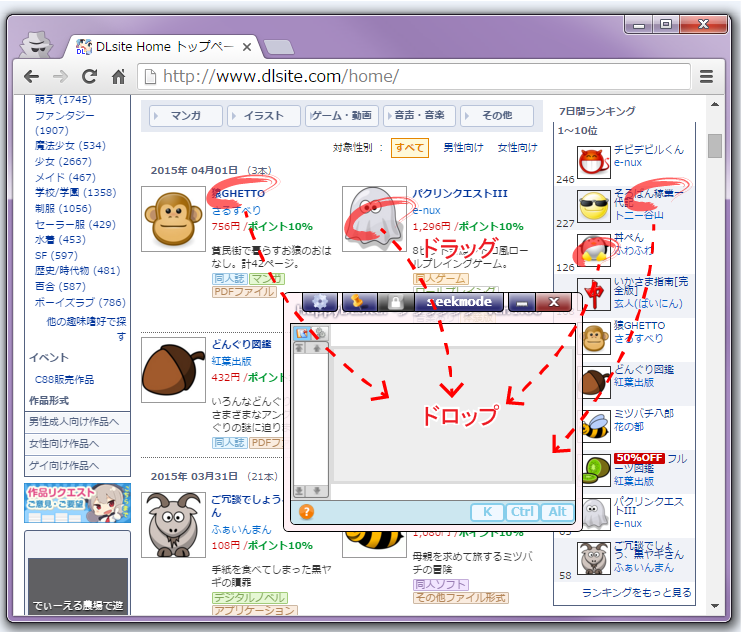 DLsite Home トップペー
http://www.dlsite.com/home/
萌え (1745)
ファンタジー
(1907)
魔法少女 (534)
少女 (2667)
メイド (467)
学校/学園 (1358)
制服 (1056)
セーラー服 (429)
水着 (453)
SF (597)
歴史/時代物 (481)
百合 (587)
ボーイズラブ (786)
他の趣味嗜好で探
す
イベント
C88販売作品
作品形式
男性成人向け作品へ
女性向け作品へ
ゲイ向け作品へ
作品リクエスト
ご意見・ご要望
でぃーえる農場で遊
マンガ
イラスト
ゲーム・動画
音声・音楽
その他
対象性別 : すべて 男性向け 女性向け
2015年 04月01日 (3本)
猿GHETTO
さるすべり
756円 /ポイント10%
貧民街で暮らすお猿のおは
なし。計42ページ。
同人誌 マンガ
PDFファイル
パクリンクエストIII
e-nux
1,296円 /ポイント10%
ールプレイングゲーム。
同人ゲーム
ドラッグ
どんぐり図鑑
紅葉出版
432円 /ポイン
いろんなどんぐ
さまざまなアン
ぐりの謎に迫り
同人誌 PDFフ
seekmode
ドロップ
K Ctrl Alt
2015年 03月31日 (21本)
ご冗談でしょう
ん
ふぁいんまん
108円 /ポイント10%
手紙を食べてしまった黒ヤ
ギの贖罪
デジタルノベル
アプリケーション
1,080円 /ポイント10%
母親を求めて旅するミツバ
チの冒険
同人ソフト
その他ファイル形式
7日間ランキング
1～10位
チビデビルくん
e-nux
246
そろばん稼業一
代記
トニー谷山
227
丼ぺん
ふわふわ
126
いかさま指南[完
全版]
玄人(ばいにん)
猿GHETTO
さるすべり
どんぐり図鑑
紅葉出版
ミツバチ八郎
花の都
50%OFF フル
ーツ図鑑
紅葉出版
パクリンクエス
トIII
e-nux
ご冗談でしょ
う、黒ヤギさん
ふぁいんまん
58
ランキングをもっと見る